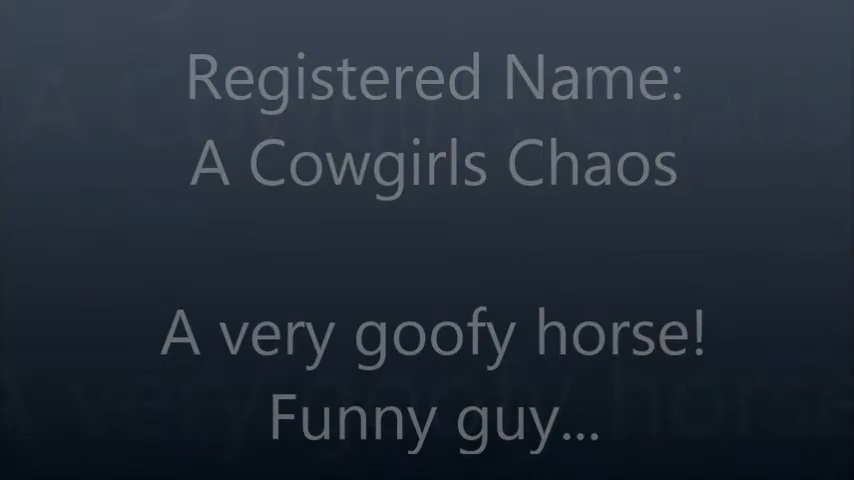 Registered Name:
A Cowgirls Chaos
A very goofy horse!
Funny guy...